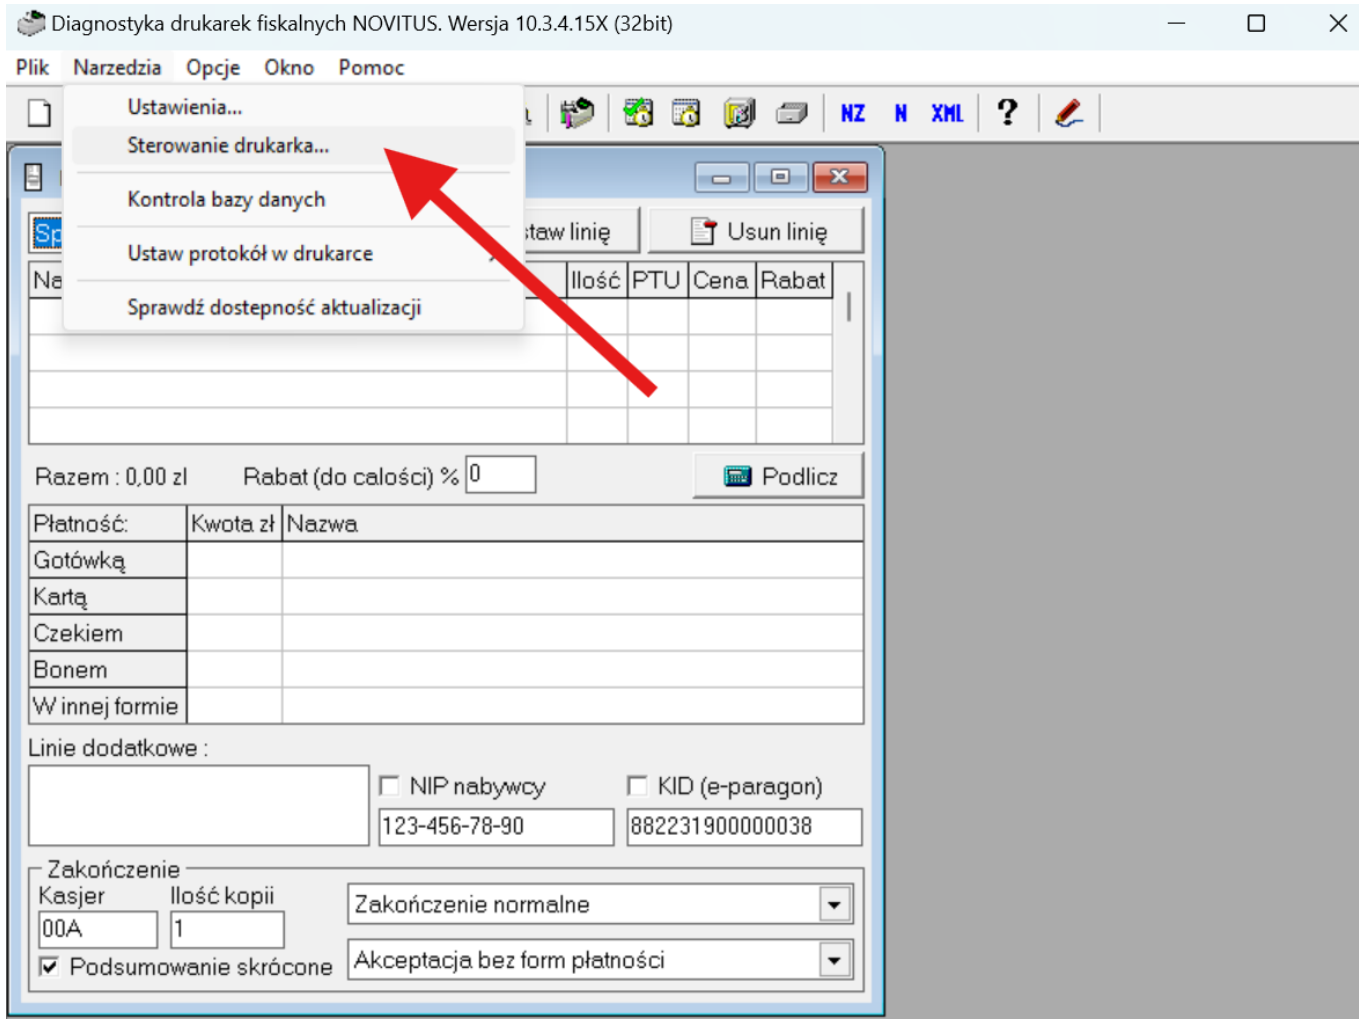 Diagnostyka drukarek fiskalnych NOVITUS. Wersja 10.3.4.15X (32bit)
Plik Narzedzia Opcje Okno Pomoc
Ustawienia...
NZ N XML ?
Sterowanie drukarka...
Kontrola bazy danych
Ustaw protokół w drukarce
Sprawdź dostepność aktualizacji
Sp staw linię Usun linię
Na Ilość PTU Cena Rabat
Razem : 0,00 zl Rabat (do calości) % 0 Podlicz
Płatność: Kwota zł Nazwa
Gotówką
Kartą
Czekiem
Bonem
W innej formie
Linie dodatkowe :
NIP nabywcy KID (e-paragon)
123-456-78-90 882231900000038
Zakończenie
Kasjer Ilość kopii
Zakończenie normalne
00A 1
Podsumowanie skrócone Akceptacja bez form płatności